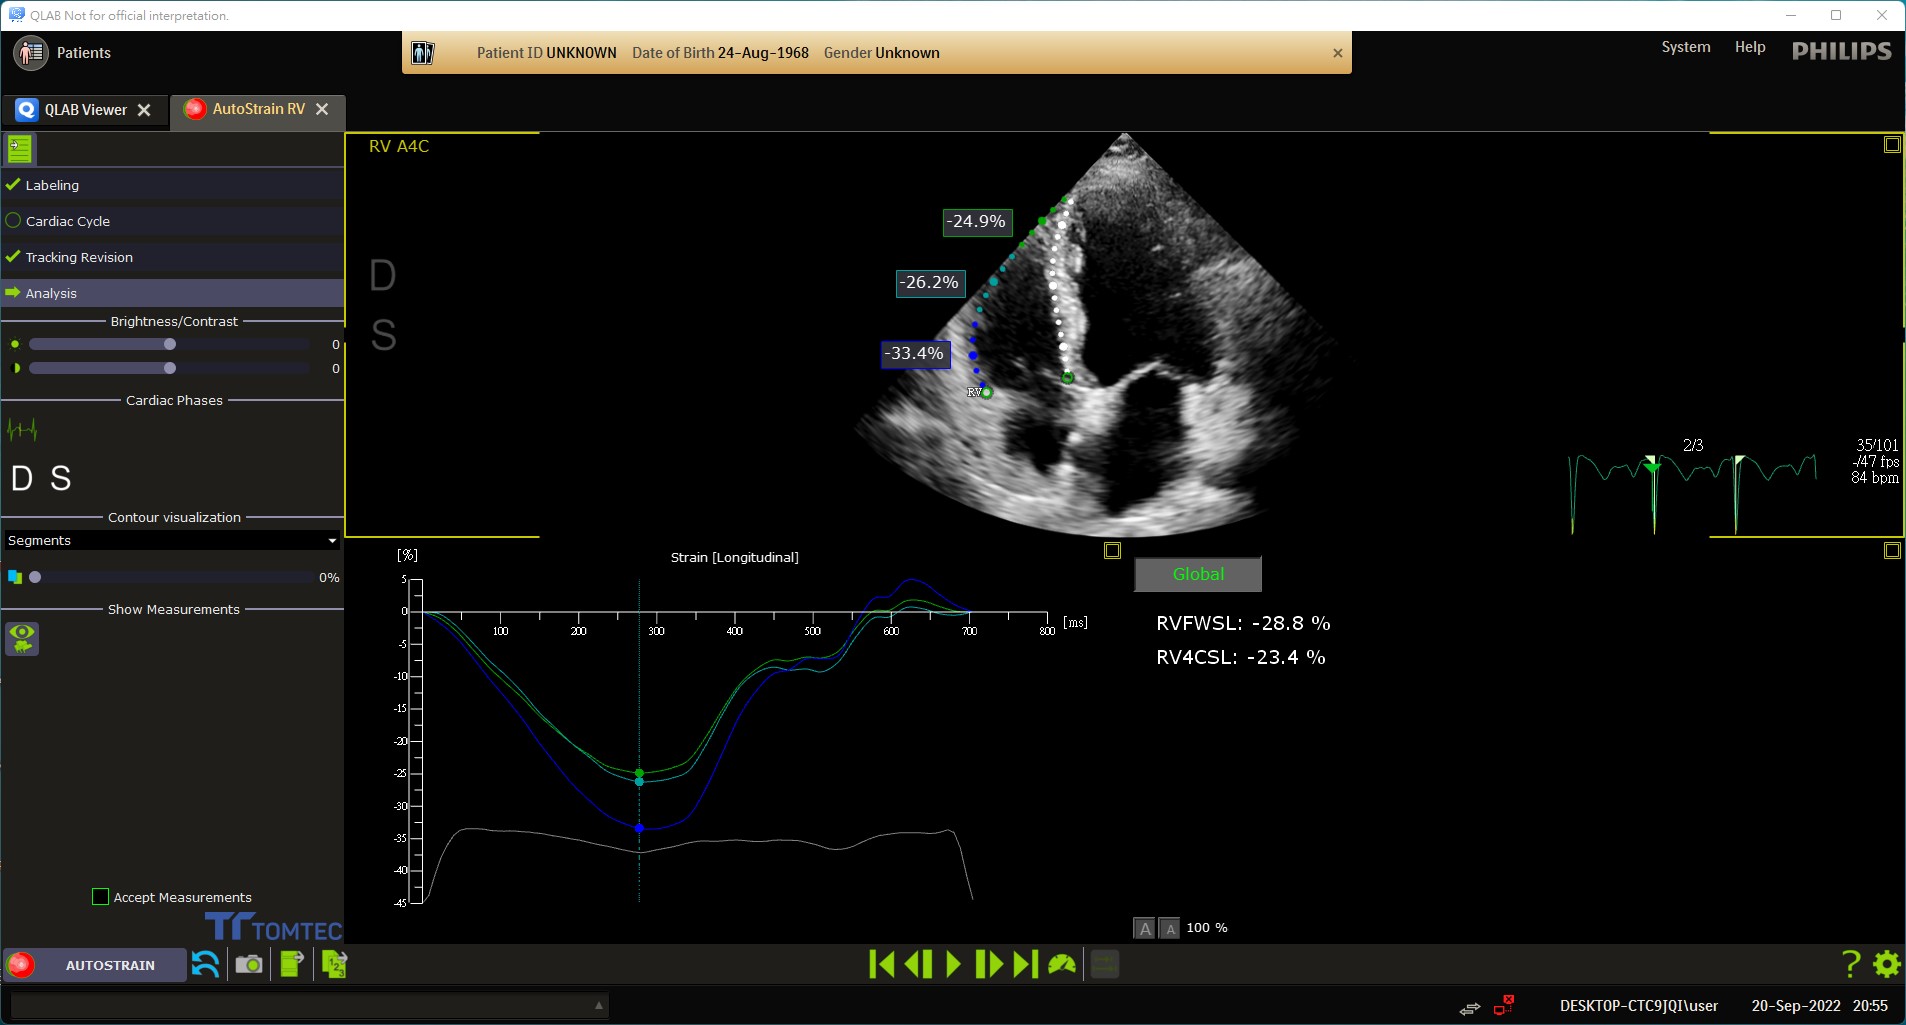 QLAB Not for official interpretation.
Patients
Patient ID UNKNOWN Date of Birth 24-Aug-1968 Gender Unknown
System Help PHILIPS
QLAB Viewer
AutoStrain RV
Labeling
Cardiac Cycle
Tracking Revision
Analysis
Brightness/Contrast
0
0
Cardiac Phases
D S
Contour visualization
Segments
0%
Show Measurements
Accept Measurements
TOMTEC
RV A4C
D
S
-24.9%
-26.2%
-33.4%
RV
2/3
35/101
-/47 fps
84 bpm
[%]
Strain [Longitudinal]
5
0
-5
-10
-15
-20
-25
-30
-35
-40
-45
100 200 300 400 500 600 700 800 [ms]
Global
RVFWSL: -28.8 %
RV4CSL: -23.4 %
A A 100 %
AUTOSTRAIN
1 2 3
?
DESKTOP-CTC9JQI\user 20-Sep-2022 20:55